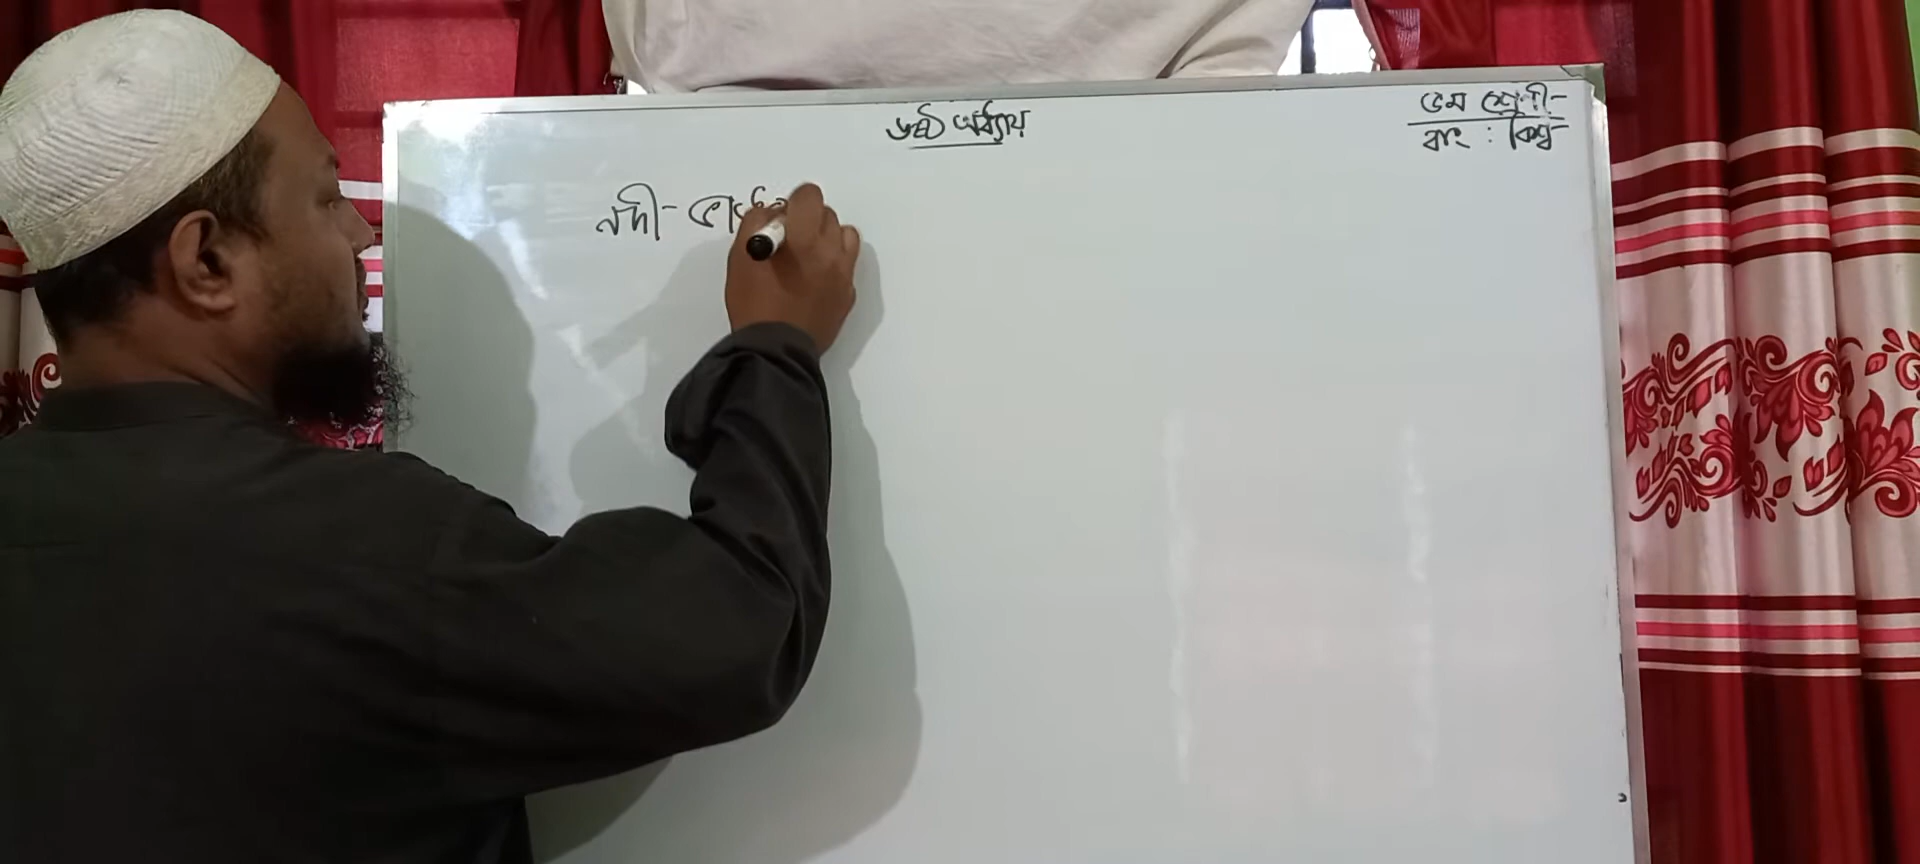 ৬ষ্ঠ অধ্যায়
৫ম শ্রেণী
বাং : বিশ্ব
নদী-